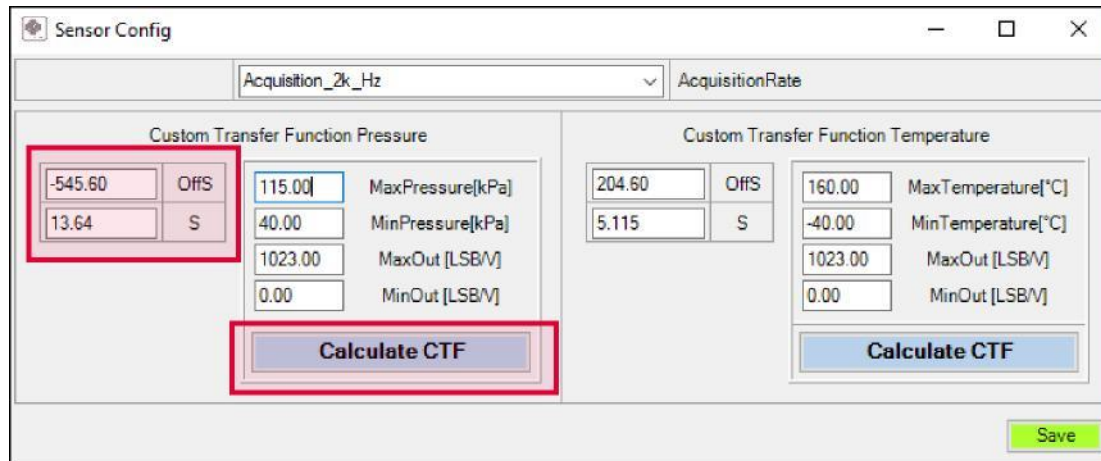 Sensor Config
Acquisition_2k_Hz AcquisitionRate
Custom Transfer Function Pressure
-545.60 OffS
13.64 S
115.00 MaxPressure[kPa]
40.00 MinPressure[kPa]
1023.00 MaxOut [LSB/V]
0.00 MinOut [LSB/V]
Calculate CTF
Custom Transfer Function Temperature
204.60 OffS
5.115 S
160.00 MaxTemperature[°C]
-40.00 MinTemperature[°C]
1023.00 MaxOut [LSB/V]
0.00 MinOut [LSB/V]
Calculate CTF
Save